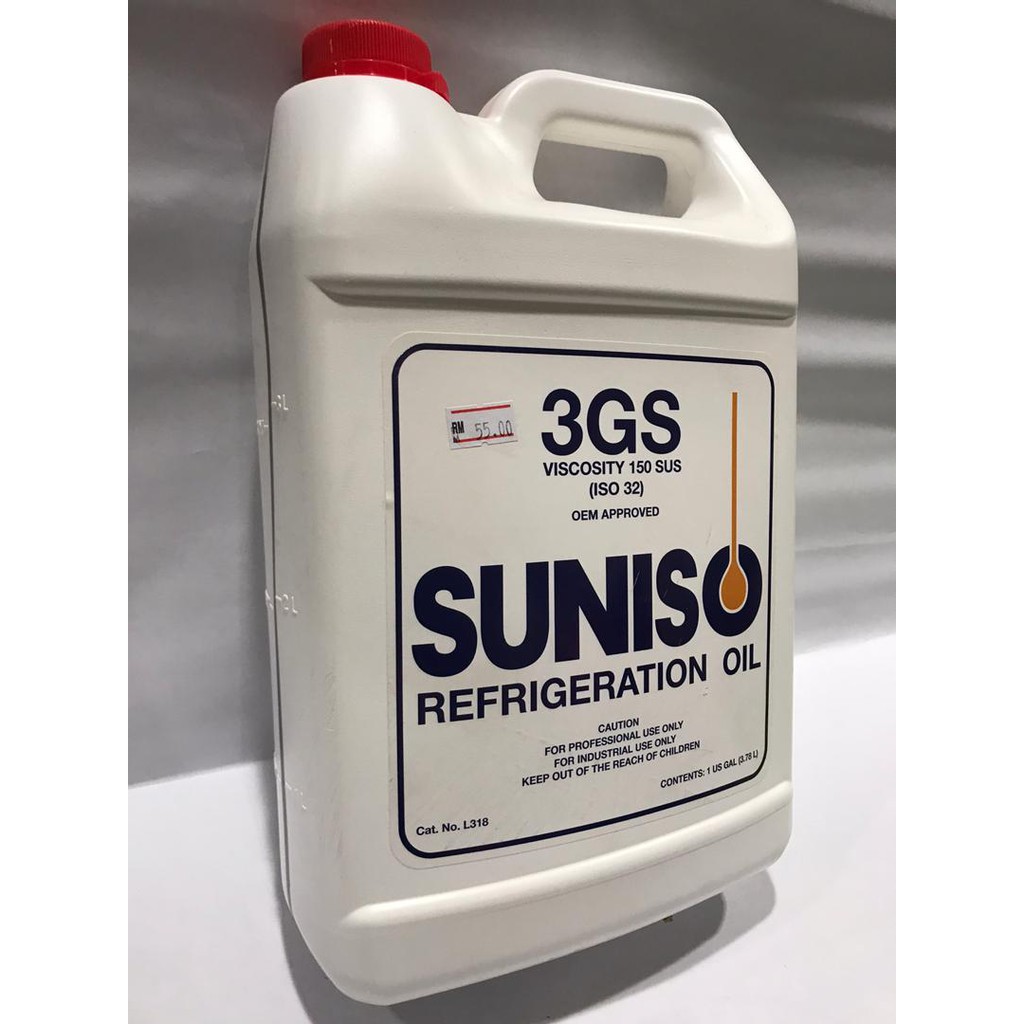 RM 55.00
3GS
VISCOSITY 150 SUS
(ISO 32)
OEM APPROVED
SUNISO
REFRIGERATION OIL
CAUTION
FOR PROFESSIONAL USE ONLY
FOR INDUSTRIAL USE ONLY
KEEP OUT OF THE REACH OF CHILDREN
CONTENTS: 1 US GAL (3.78 L)
Cat. No. L318